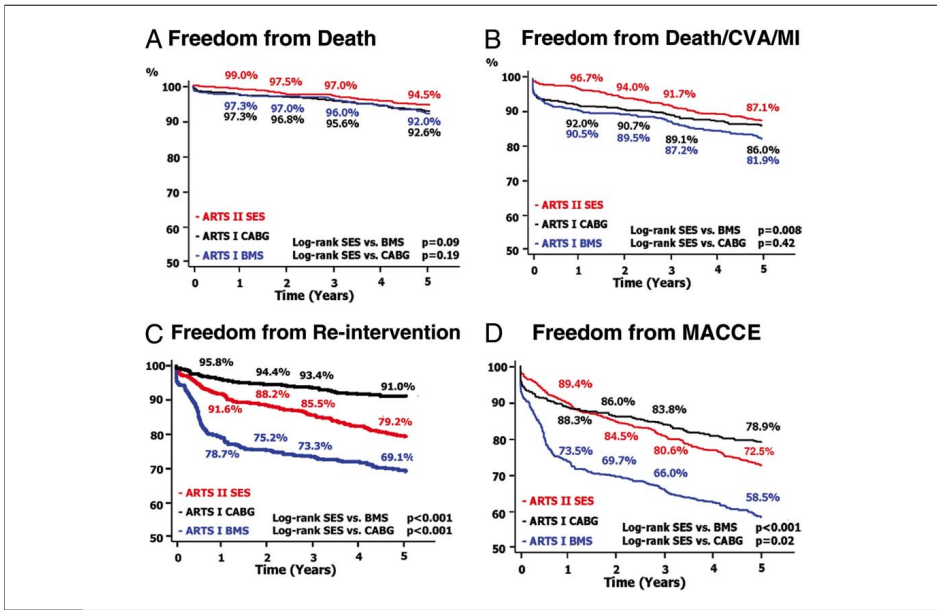 A Freedom from Death
%
100
90
80
70
60
50
99.0%
97.5%
97.0%
94.5%
97.3%
97.3%
97.0%
96.8%
96.0%
95.6%
92.0%
92.6%
- ARTS II SES
- ARTS I CABG
- ARTS I BMS
Log-rank SES vs. BMS p=0.09
Log-rank SES vs. CABG p=0.19
0 1 2 3 4 5
Time (Years)
B Freedom from Death/CVA/MI
%
100
90
80
70
60
50
96.7%
94.0%
91.7%
87.1%
92.0%
90.5%
90.7%
89.5%
89.1%
87.2%
86.0%
81.9%
- ARTS II SES
- ARTS I CABG
- ARTS I BMS
Log-rank SES vs. BMS p=0.008
Log-rank SES vs. CABG p=0.42
0 1 2 3 4 5
Time (Years)
C Freedom from Re-intervention
100
90
80
70
60
50
95.8%
94.4%
93.4%
91.0%
91.6%
88.2%
85.5%
79.2%
78.7%
75.2%
73.3%
69.1%
- ARTS II SES
- ARTS I CABG
- ARTS I BMS
Log-rank SES vs. BMS p<0.001
Log-rank SES vs. CABG p<0.001
0 1 2 3 4 5
Time (Years)
D Freedom from MACCE
100
90
80
70
60
50
89.4%
86.0%
83.8%
78.9%
88.3%
84.5%
80.6%
72.5%
73.5%
69.7%
66.0%
58.5%
- ARTS II SES
- ARTS I CABG
- ARTS I BMS
Log-rank SES vs. BMS p<0.001
Log-rank SES vs. CABG p=0.02
0 1 2 3 4 5
Time (Years)